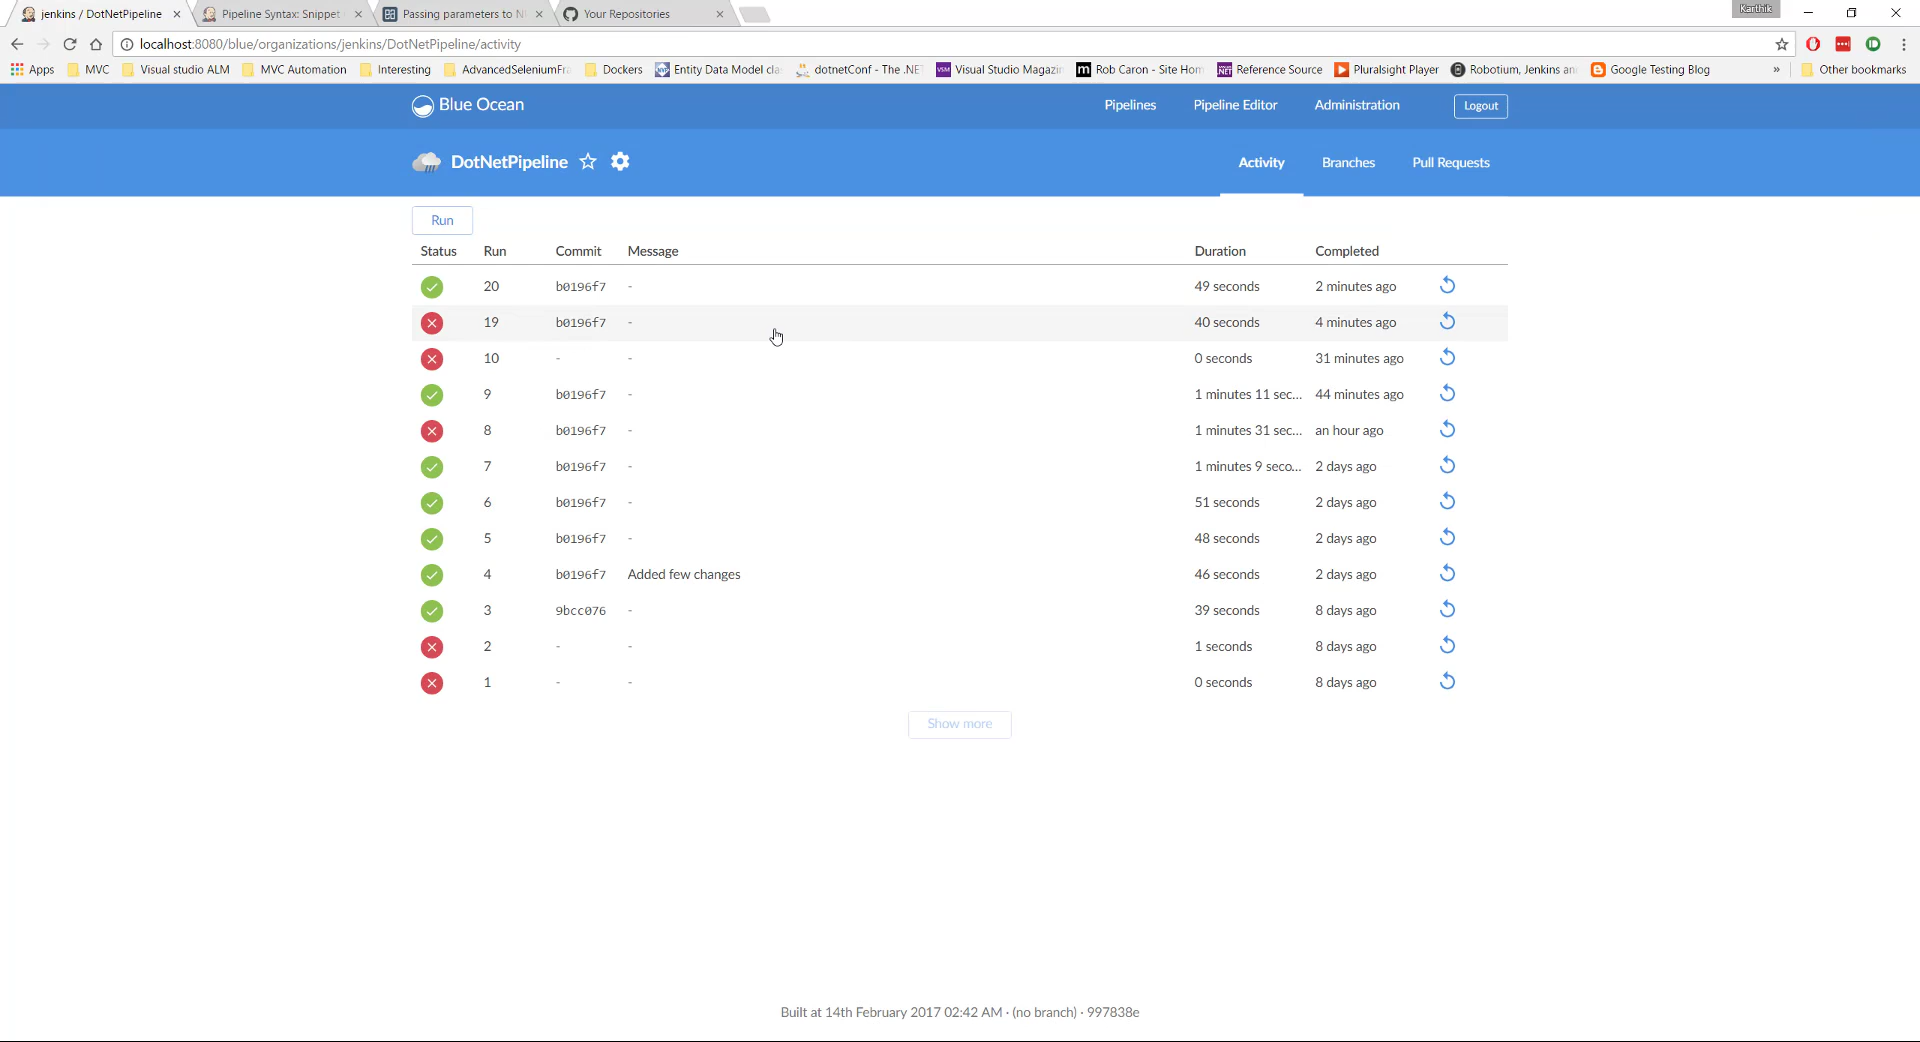 jenkins / DotNetPipeline
Pipeline Syntax: Snippet
Passing parameters to N
Your Repositories
Karthik
localhost:8080/blue/organizations/jenkins/DotNetPipeline/activity
Apps MVC Visual studio ALM MVC Automation Interesting AdvancedSeleniumFra Dockers Entity Data Model cla dotnetConf - The .NET Visual Studio Magazin Rob Caron - Site Hom Reference Source Pluralsight Player Robotium, Jenkins an Google Testing Blog » Other bookmarks
Blue Ocean Pipelines Pipeline Editor Administration Logout
DotNetPipeline Activity Branches Pull Requests
Run
Status Run Commit Message Duration Completed
20 b0196f7 - 49 seconds 2 minutes ago
19 b0196f7 - 40 seconds 4 minutes ago
10 - - 0 seconds 31 minutes ago
9 b0196f7 - 1 minutes 11 sec... 44 minutes ago
8 b0196f7 - 1 minutes 31 sec... an hour ago
7 b0196f7 - 1 minutes 9 seco... 2 days ago
6 b0196f7 - 51 seconds 2 days ago
5 b0196f7 - 48 seconds 2 days ago
4 b0196f7 Added few changes 46 seconds 2 days ago
3 9bcc076 - 39 seconds 8 days ago
2 - - 1 seconds 8 days ago
1 - - 0 seconds 8 days ago
Show more
Built at 14th February 2017 02:42 AM · (no branch) · 997838e